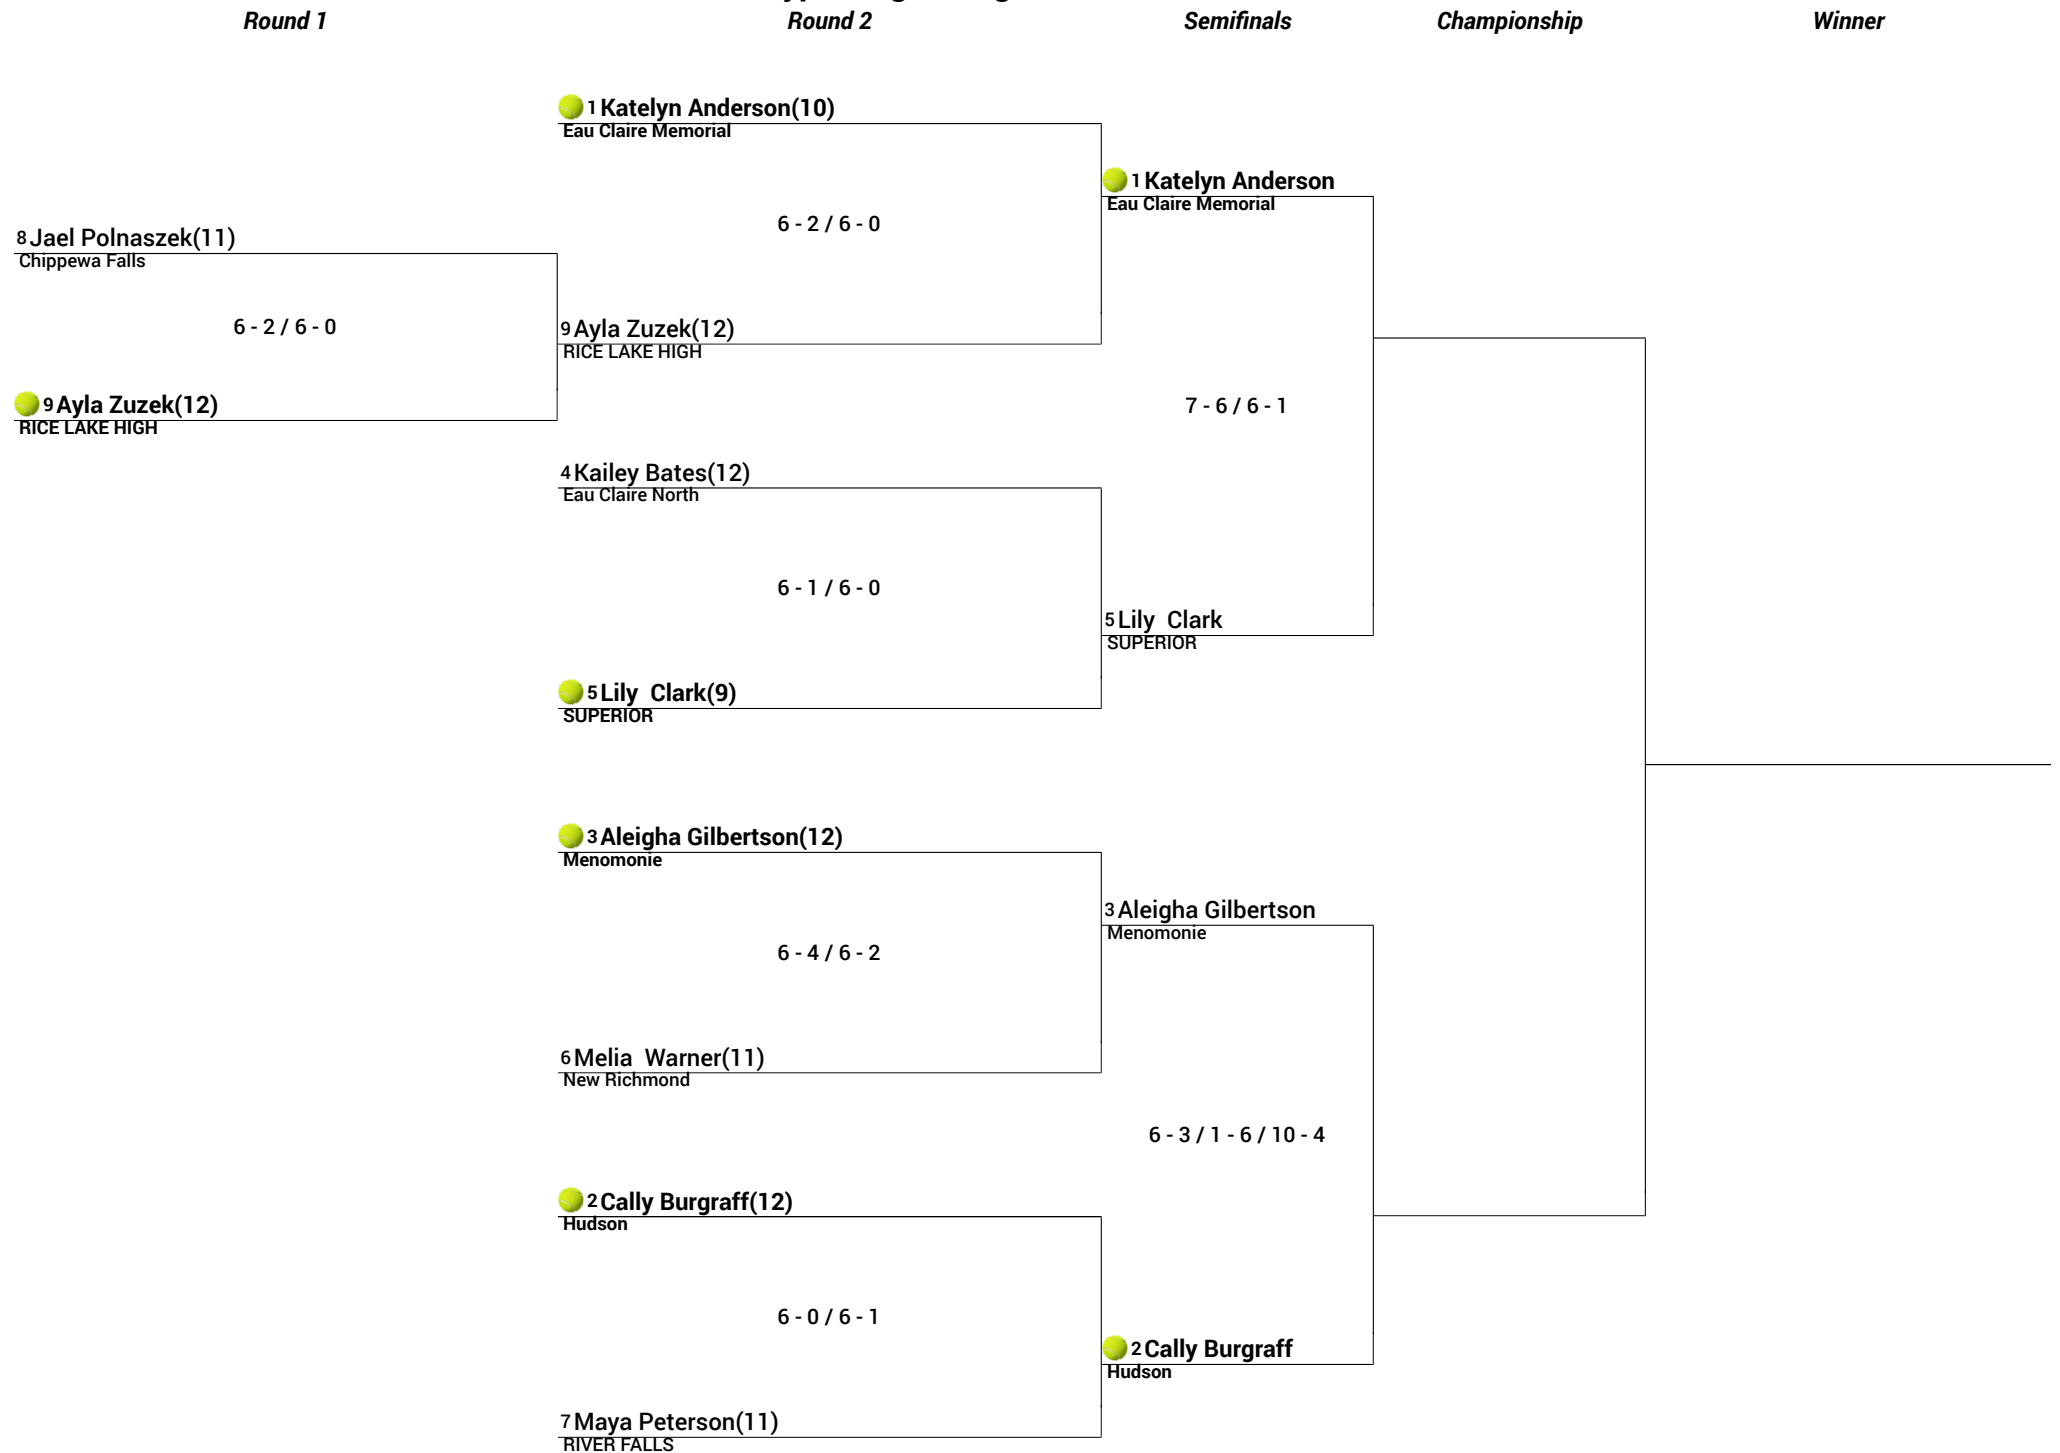 Round 1
Round 2
Semifinals
Championship
Winner
1 Katelyn Anderson(10)
Eau Claire Memorial
1 Katelyn Anderson
Eau Claire Memorial
6 - 2 / 6 - 0
8 Jael Polnaszek(11)
Chippewa Falls
6 - 2 / 6 - 0
9 Ayla Zuzek(12)
RICE LAKE HIGH
9 Ayla Zuzek(12)
RICE LAKE HIGH
7 - 6 / 6 - 1
4 Kailey Bates(12)
Eau Claire North
6 - 1 / 6 - 0
5 Lily  Clark
SUPERIOR
5 Lily  Clark(9)
SUPERIOR
3 Aleigha Gilbertson(12)
Menomonie
3 Aleigha Gilbertson
Menomonie
6 - 4 / 6 - 2
6 Melia  Warner(11)
New Richmond
6 - 3 / 1 - 6 / 10 - 4
2 Cally Burgraff(12)
Hudson
6 - 0 / 6 - 1
2 Cally Burgraff
Hudson
7 Maya Peterson(11)
RIVER FALLS